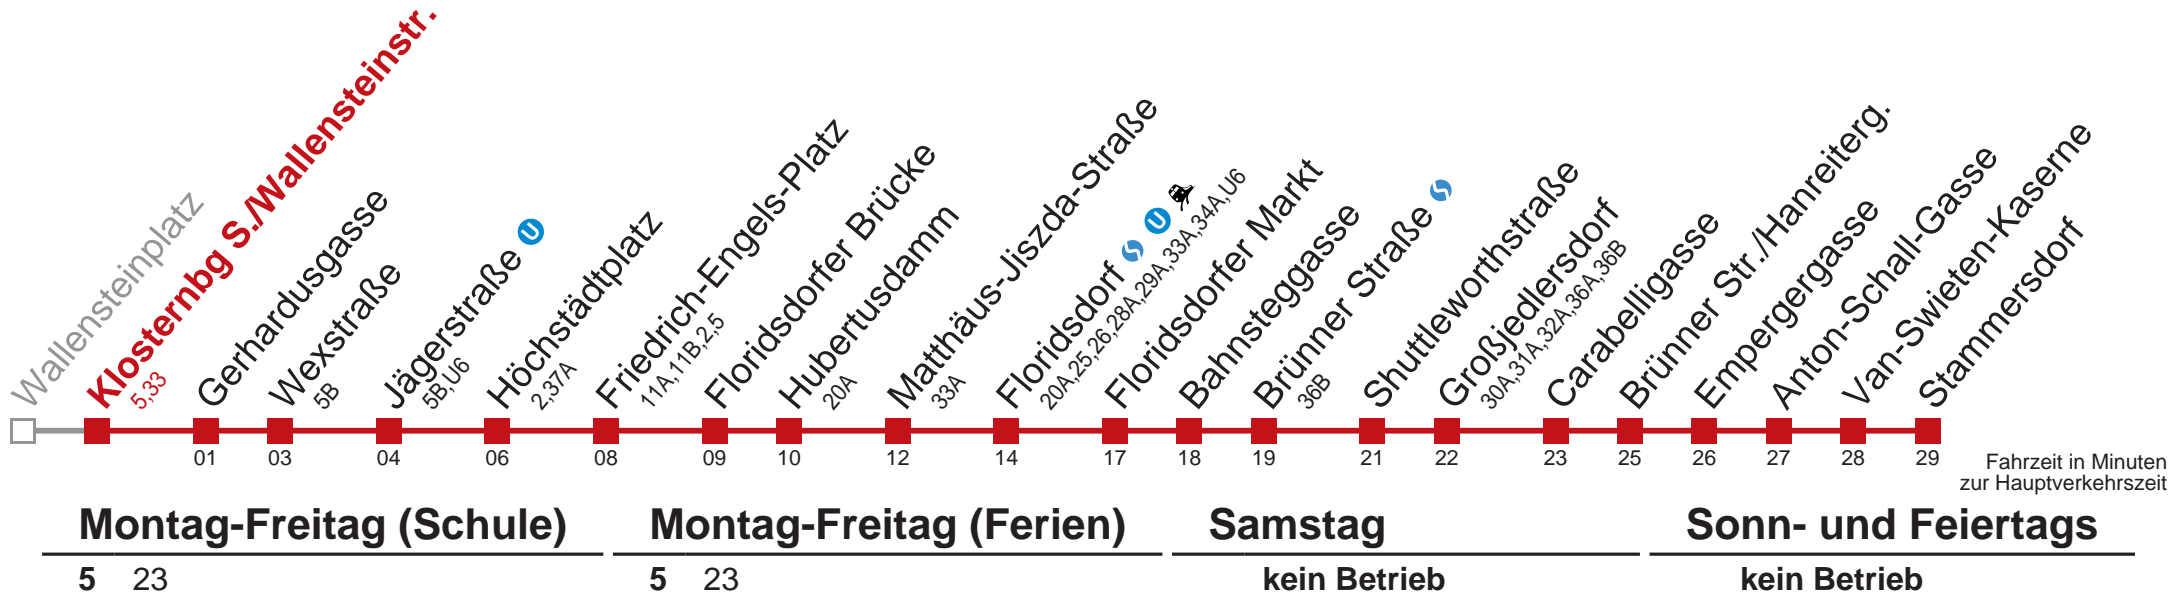 Wallensteinplatz
Klosternbg S./Wallensteinstr.
5,33
Gerhardusgasse
Wexstraße
5B
Jägerstraße U
5B,U6
Höchstädtplatz
2,37A
Friedrich-Engels-Platz
11A,11B,2,5
Floridsdorfer Brücke
Hubertusdamm
20A
Matthäus-Jiszda-Straße
33A
Floridsdorf S U
20A,25,26,28A,29A,33A,34A,U6
Floridsdorfer Markt
Bahnsteggasse
Brünner Straße S
36B
Shuttleworthstraße
Großjedlersdorf
30A,31A,32A,36A,36B
Carabelligasse
Brünner Str./Hanreiterg.
Empergergasse
Anton-Schall-Gasse
Van-Swieten-Kaserne
Stammersdorf
01 03 04 06 08 09 10 12 14 17 18 19 21 22 23 25 26 27 28 29
Fahrzeit in Minuten
zur Hauptverkehrszeit
Montag-Freitag (Schule) Montag-Freitag (Ferien) Samstag Sonn- und Feiertags
5 23 5 23 kein Betrieb kein Betrieb